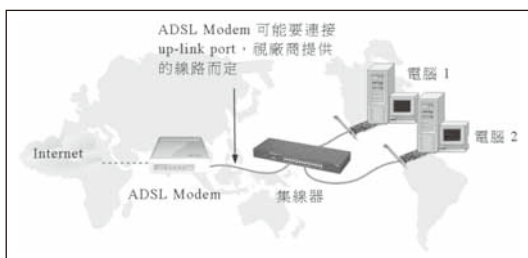 ADSL Modem 可能要連接
up-link port，視廠商提供
的線路而定
電腦 1
電腦 2
Internet
ADSL Modem
集線器